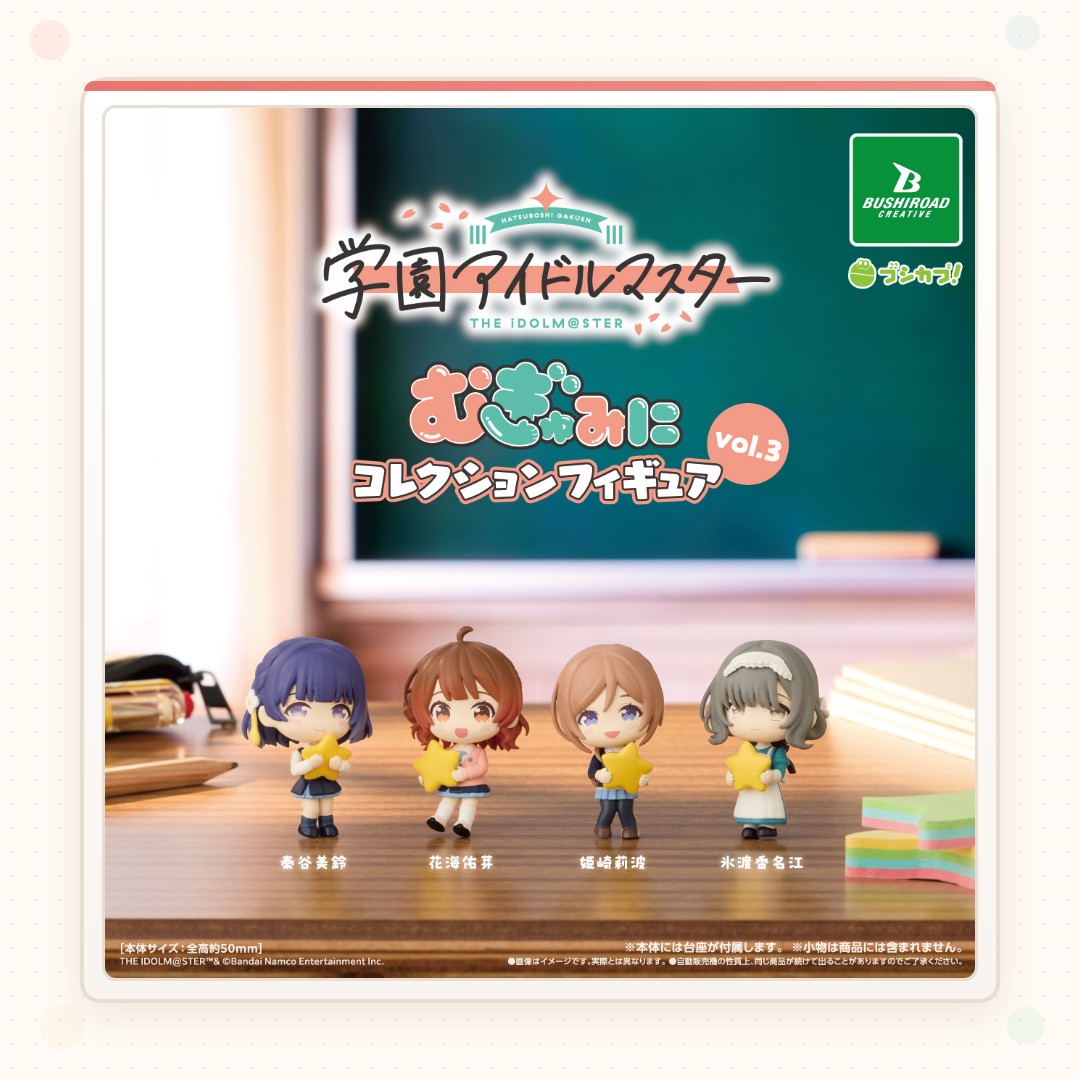 HATSUBOSHI GAKUEN
学園アイドルマスター
THE iDOLM@STER
B
BUSHIROAD
CREATIVE
ブシカプ!
むぎゅみに
コレクションフィギュア
vol.3
秦谷美鈴
花海佑芽
姫崎莉波
氷渡香名江
[本体サイズ:全高約50mm]
THE IDOLM@STER™& ©Bandai Namco Entertainment Inc.
※本体には台座が付属します。 ※小物は商品には含まれません。
●画像はイメージです。実際とは異なります。 ●自動販売機の性質上、同じ商品が続けて出ることがありますのでご了承ください。